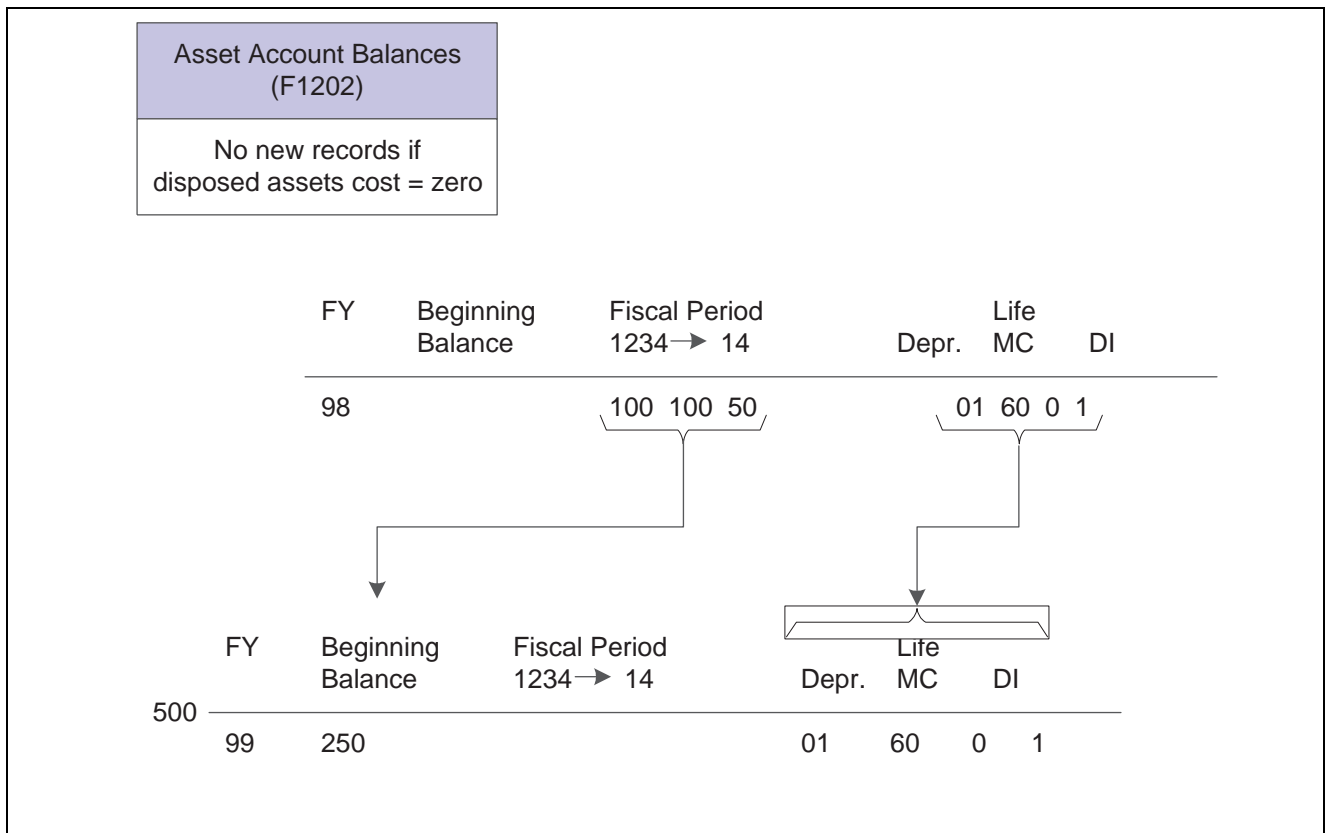 Asset Account Balances
(F1202)
No new records if
disposed assets cost = zero
FY Beginning Fiscal Period Life
Balance 1234 14 Depr. MC DI
98 100 100 50 01 60 0 1
FY Beginning Fiscal Period Life
Balance 1234 14 Depr. MC DI
500
99 250 01 60 0 1